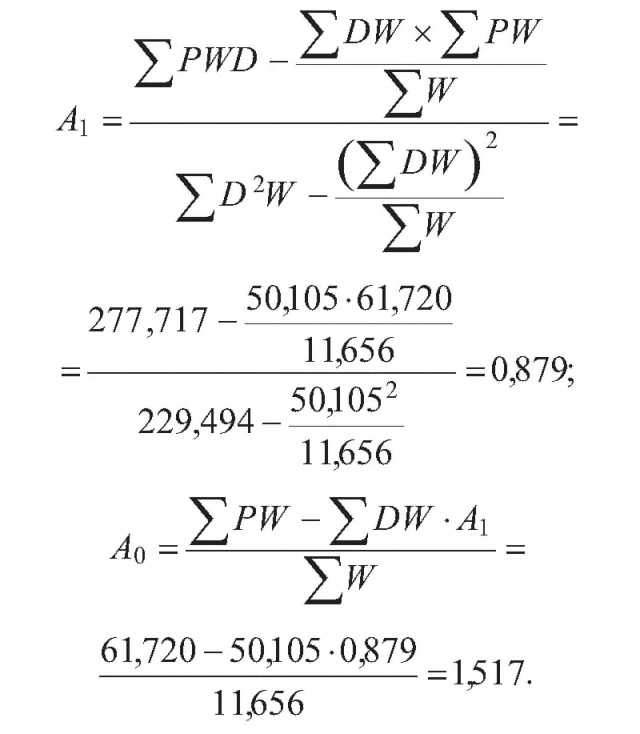 A₁ = (∑PWD − (∑DW × ∑PW)/∑W) / (∑D²W − (∑DW)²/∑W) =
= (277,717 − (50,105·61,720)/11,656) / (229,494 − 50,105²/11,656) = 0,879;
A₀ = (∑PW − ∑DW · A₁)/∑W =
(61,720 − 50,105·0,879)/11,656 = 1,517.